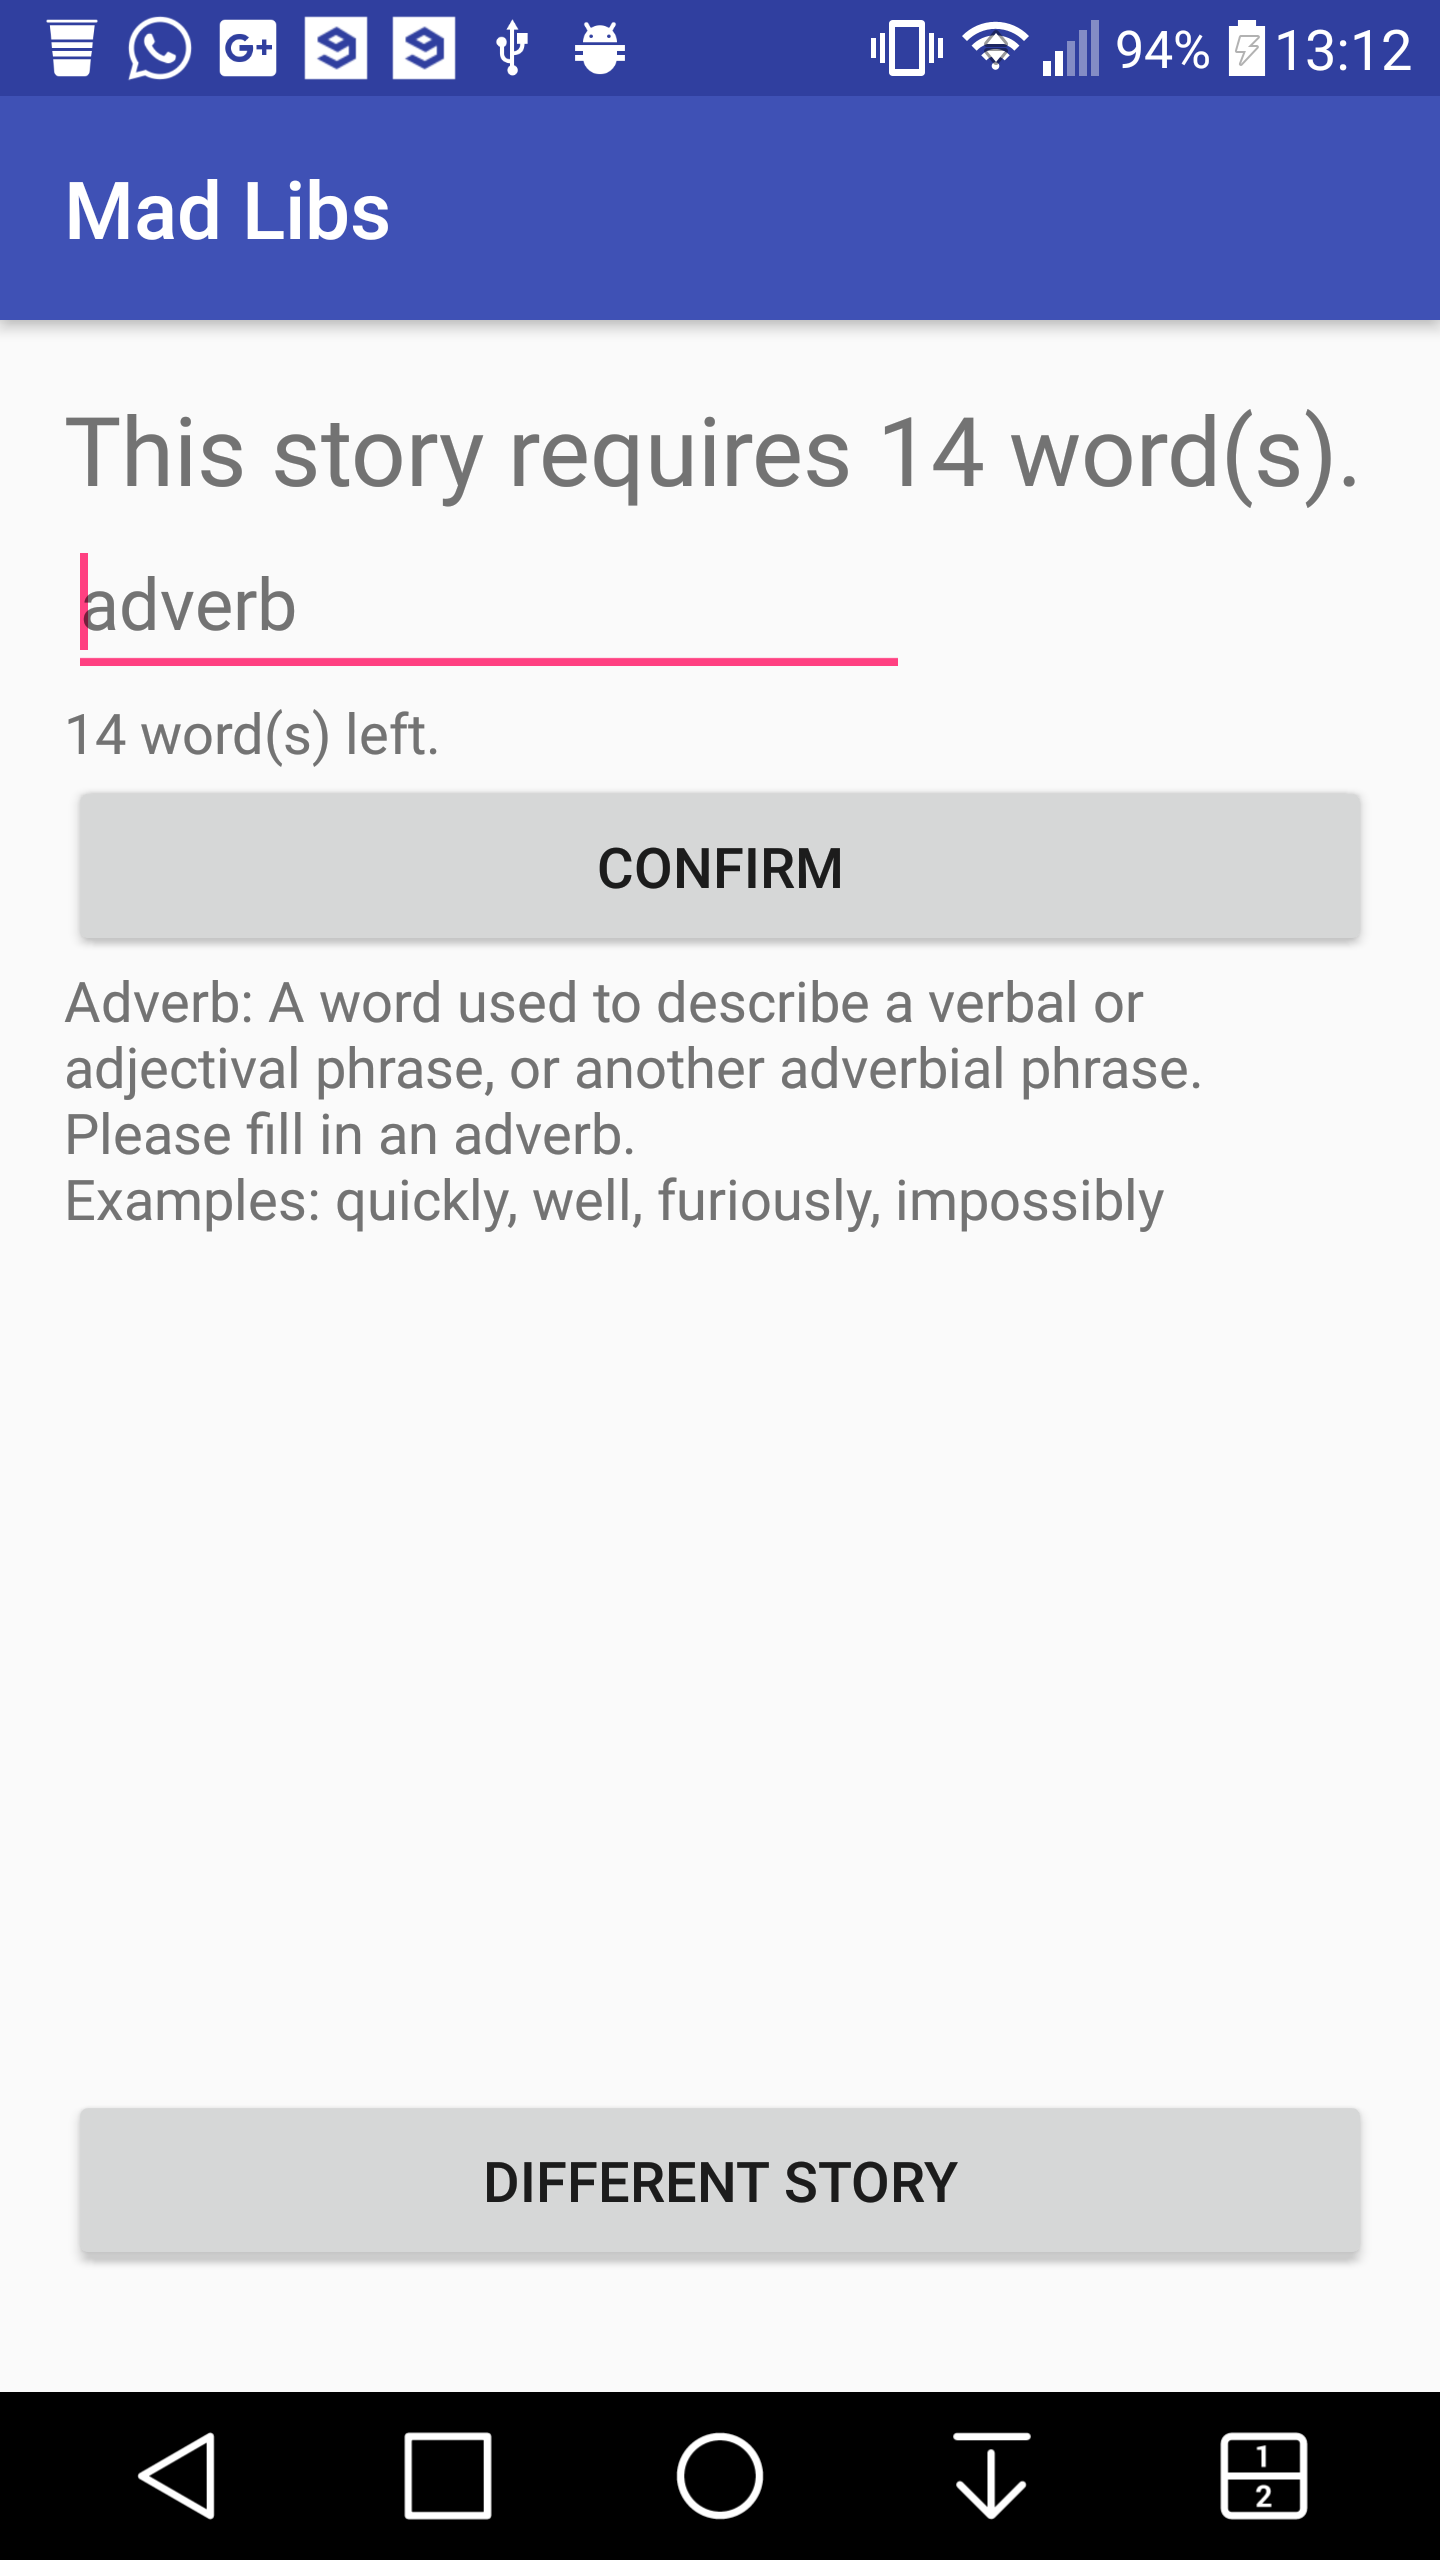 94% 13:12
Mad Libs
This story requires 14 word(s).
adverb
14 word(s) left.
CONFIRM
Adverb: A word used to describe a verbal or
adjectival phrase, or another adverbial phrase.
Please fill in an adverb.
Examples: quickly, well, furiously, impossibly
DIFFERENT STORY
1
2